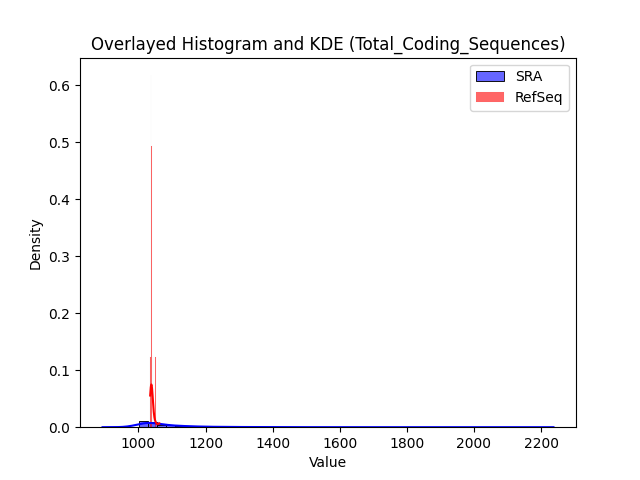 Overlayed Histogram and KDE (Total_Coding_Sequences)
SRA
RefSeq
0.6
0.5
0.4
0.3
0.2
0.1
0.0
Density
1000 1200 1400 1600 1800 2000 2200
Value